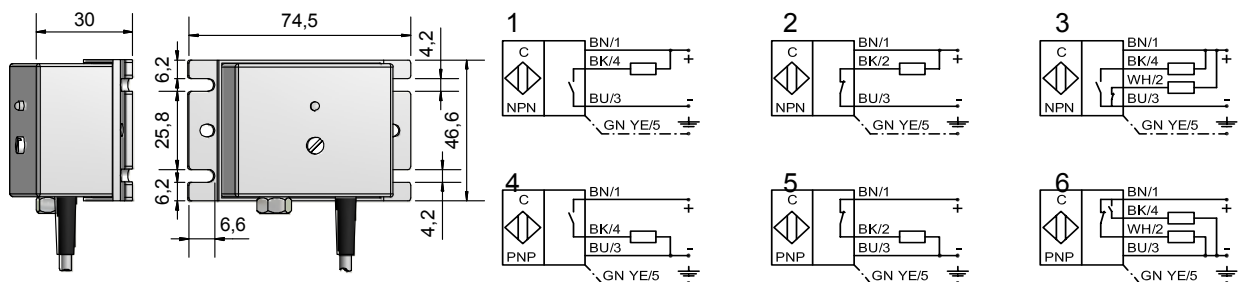 30
74,5
4,2
6,2
25,8
46,6
6,2
6,6
4,2
1
C
NPN
BN/1
BK/4
BU/3
GN YE/5
+
-
2
C
NPN
BN/1
BK/2
BU/3
GN YE/5
+
-
3
C
NPN
BN/1
BK/4
WH/2
BU/3
GN YE/5
+
-
4
C
PNP
BN/1
BK/4
BU/3
GN YE/5
+
-
5
C
PNP
BN/1
BK/2
BU/3
GN YE/5
+
-
6
C
PNP
BN/1
BK/4
WH/2
BU/3
GN YE/5
+
-